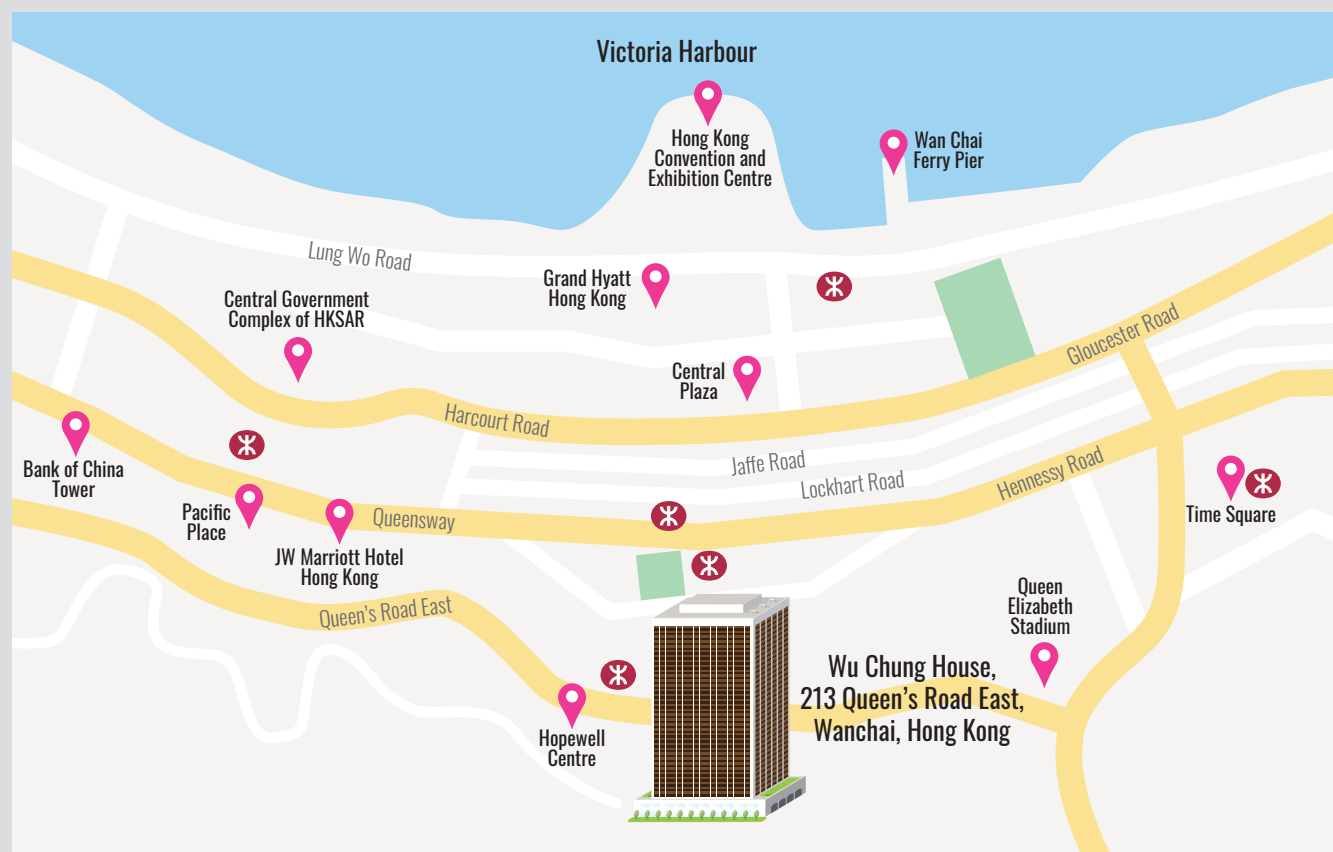 Victoria Harbour
Hong Kong
Convention and
Exhibition Centre
Wan Chai
Ferry Pier
Lung Wo Road
Grand Hyatt
Hong Kong
Central Government
Complex of HKSAR
Gloucester Road
Central
Plaza
Harcourt Road
Jaffe Road
Lockhart Road
Hennessy Road
Bank of China
Tower
Pacific
Place
Queensway
JW Marriott Hotel
Hong Kong
Time Square
Queen's Road East
Queen
Elizabeth
Stadium
Wu Chung House,
213 Queen's Road East,
Wanchai, Hong Kong
Hopewell
Centre